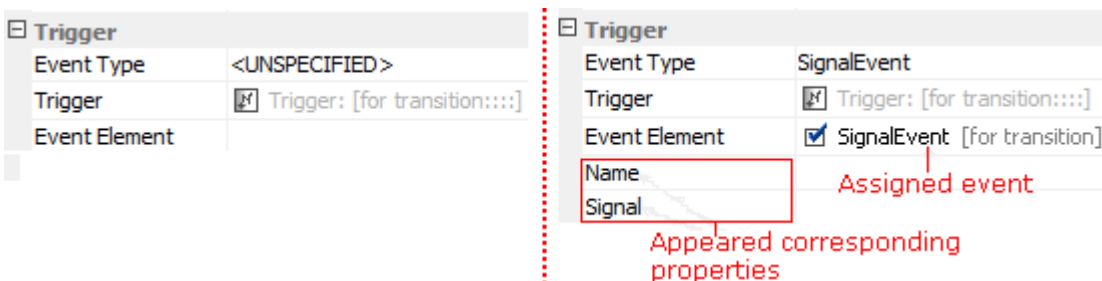 Trigger
Event Type <UNSPECIFIED>
Trigger Trigger: [for transition::::]
Event Element
Trigger
Event Type SignalEvent
Trigger Trigger: [for transition::::]
Event Element SignalEvent [for transition]
Name
Assigned event
Signal
Appeared corresponding
properties